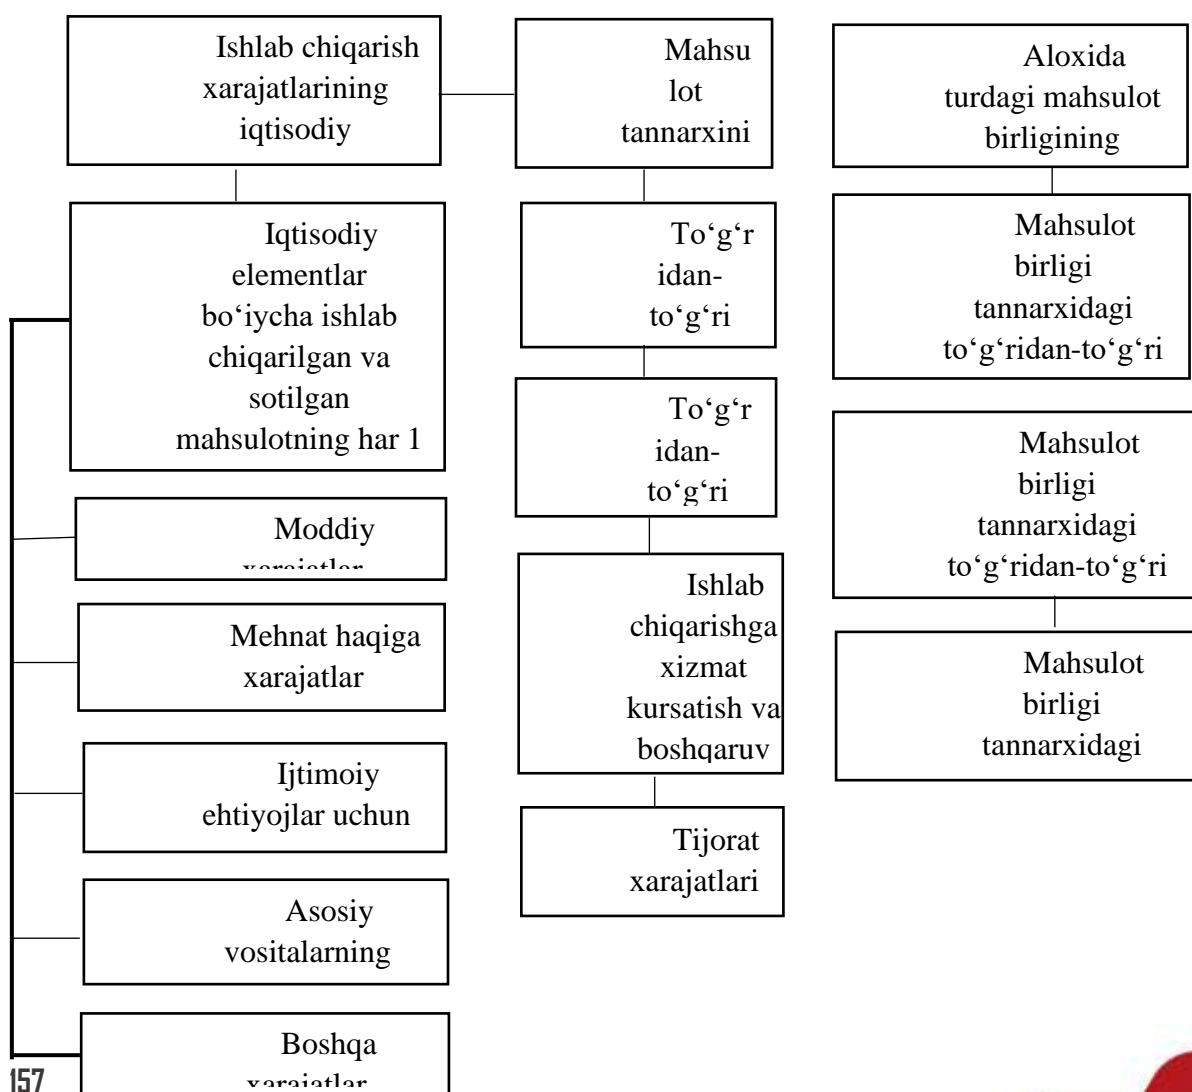 Ishlab chiqarish
xarajatlarining
iqtisodiy
Iqtisodiy
elementlar
bo‘iycha ishlab
chiqarilgan va
sotilgan
mahsulotning har 1
Moddiy
xarajatlar
Mehnat haqiga
xarajatlar
Ijtimoiy
ehtiyojlar uchun
Asosiy
vositalarning
Boshqa
xarajatlar
Mahsu
lot
tannarxini
To‘g‘r
idan-
to‘g‘ri
To‘g‘r
idan-
to‘g‘ri
Ishlab
chiqarishga
xizmat
kursatish va
boshqaruv
Tijorat
xarajatlari
Aloxida
turdagi mahsulot
birligining
Mahsulot
birligi
tannarxidagi
to‘g‘ridan-to‘g‘ri
Mahsulot
birligi
tannarxidagi
to‘g‘ridan-to‘g‘ri
Mahsulot
birligi
tannarxidagi
157